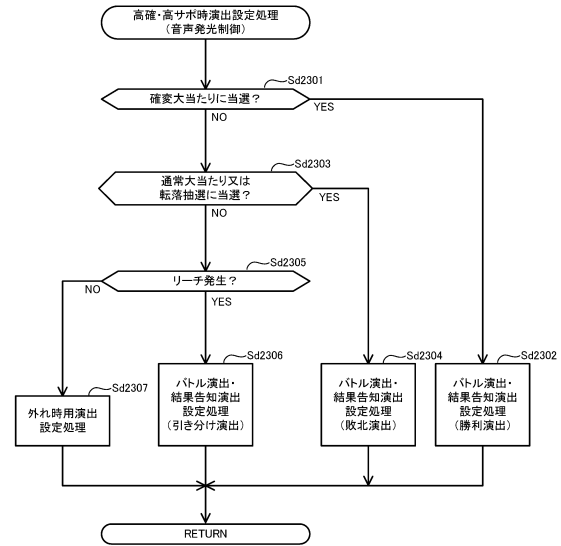 高確・高サポ時演出設定処理
（音声発光制御）
Sd2301
確変大当たりに当選？
YES
NO
Sd2303
通常大当たり又は
転落抽選に当選？
YES
NO
Sd2305
リーチ発生？
NO
YES
Sd2307
外れ時用演出
設定処理
Sd2306
バトル演出・
結果告知演出
設定処理
（引き分け演出）
Sd2304
バトル演出・
結果告知演出
設定処理
（敗北演出）
Sd2302
バトル演出・
結果告知演出
設定処理
（勝利演出）
RETURN